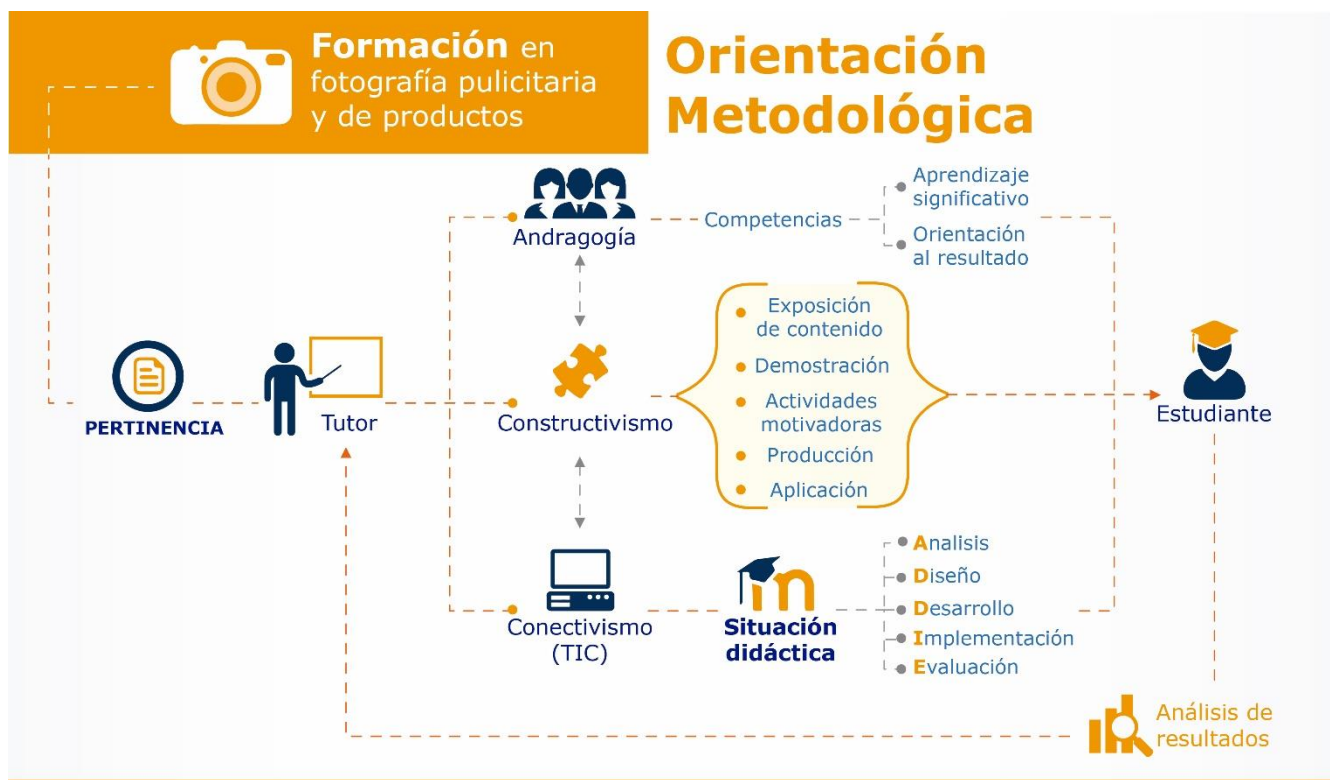 Formación en
fotografía pulicitaria
y de productos
Orientación
Metodológica
Andragogía
Competencias
Aprendizaje
significativo
Orientación
al resultado
PERTINENCIA
Tutor
Constructivismo
Exposición
de contenido
Demostración
Actividades
motivadoras
Producción
Aplicación
Estudiante
Conectivismo
(TIC)
m
Situación
didáctica
Analisis
Diseño
Desarrollo
Implementación
Evaluación
Análisis de
resultados